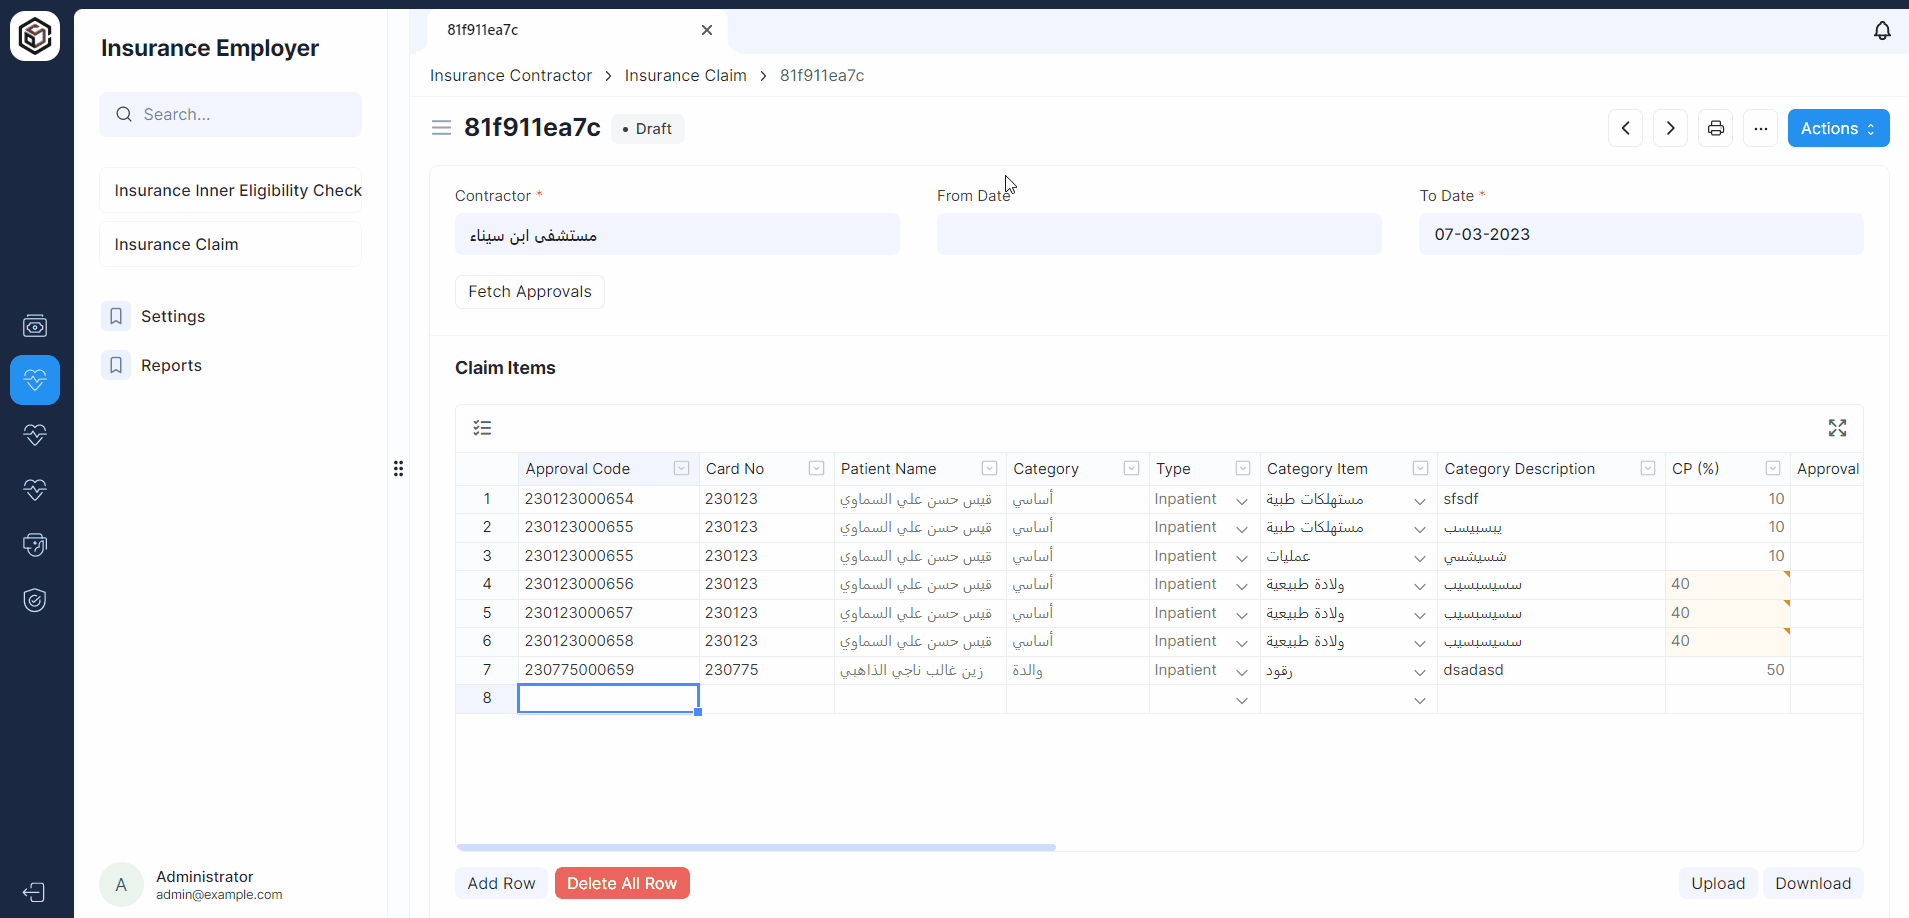 81f911ea7c
Insurance Employer
Search...
Insurance Inner Eligibility Check
Insurance Claim
Settings
Reports
A
Administrator
admin@example.com
Insurance Contractor > Insurance Claim > 81f911ea7c
81f911ea7c
• Draft
...
Actions
Contractor *
From Date
To Date *
مستشفى ابن سيناء
07-03-2023
Fetch Approvals
Claim Items
Approval Code Card No Patient Name Category Type Category Item Category Description CP (%) Approval
1 230123000654 230123 قيس حسن علي السماوي أساسي Inpatient مستهلكات طبية sfsdf 10
2 230123000655 230123 قيس حسن علي السماوي أساسي Inpatient مستهلكات طبية يبسبيسب 10
3 230123000655 230123 قيس حسن علي السماوي أساسي Inpatient عمليات شسيشسي 10
4 230123000656 230123 قيس حسن علي السماوي أساسي Inpatient ولادة طبيعية سسيسبسيب 40
5 230123000657 230123 قيس حسن علي السماوي أساسي Inpatient ولادة طبيعية سسيسبسيب 40
6 230123000658 230123 قيس حسن علي السماوي أساسي Inpatient ولادة طبيعية سسيسبسيب 40
7 230775000659 230775 زين غالب ناجي الذاهبي والدة Inpatient رقود dsadasd 50
8
Add Row
Delete All Row
Upload
Download